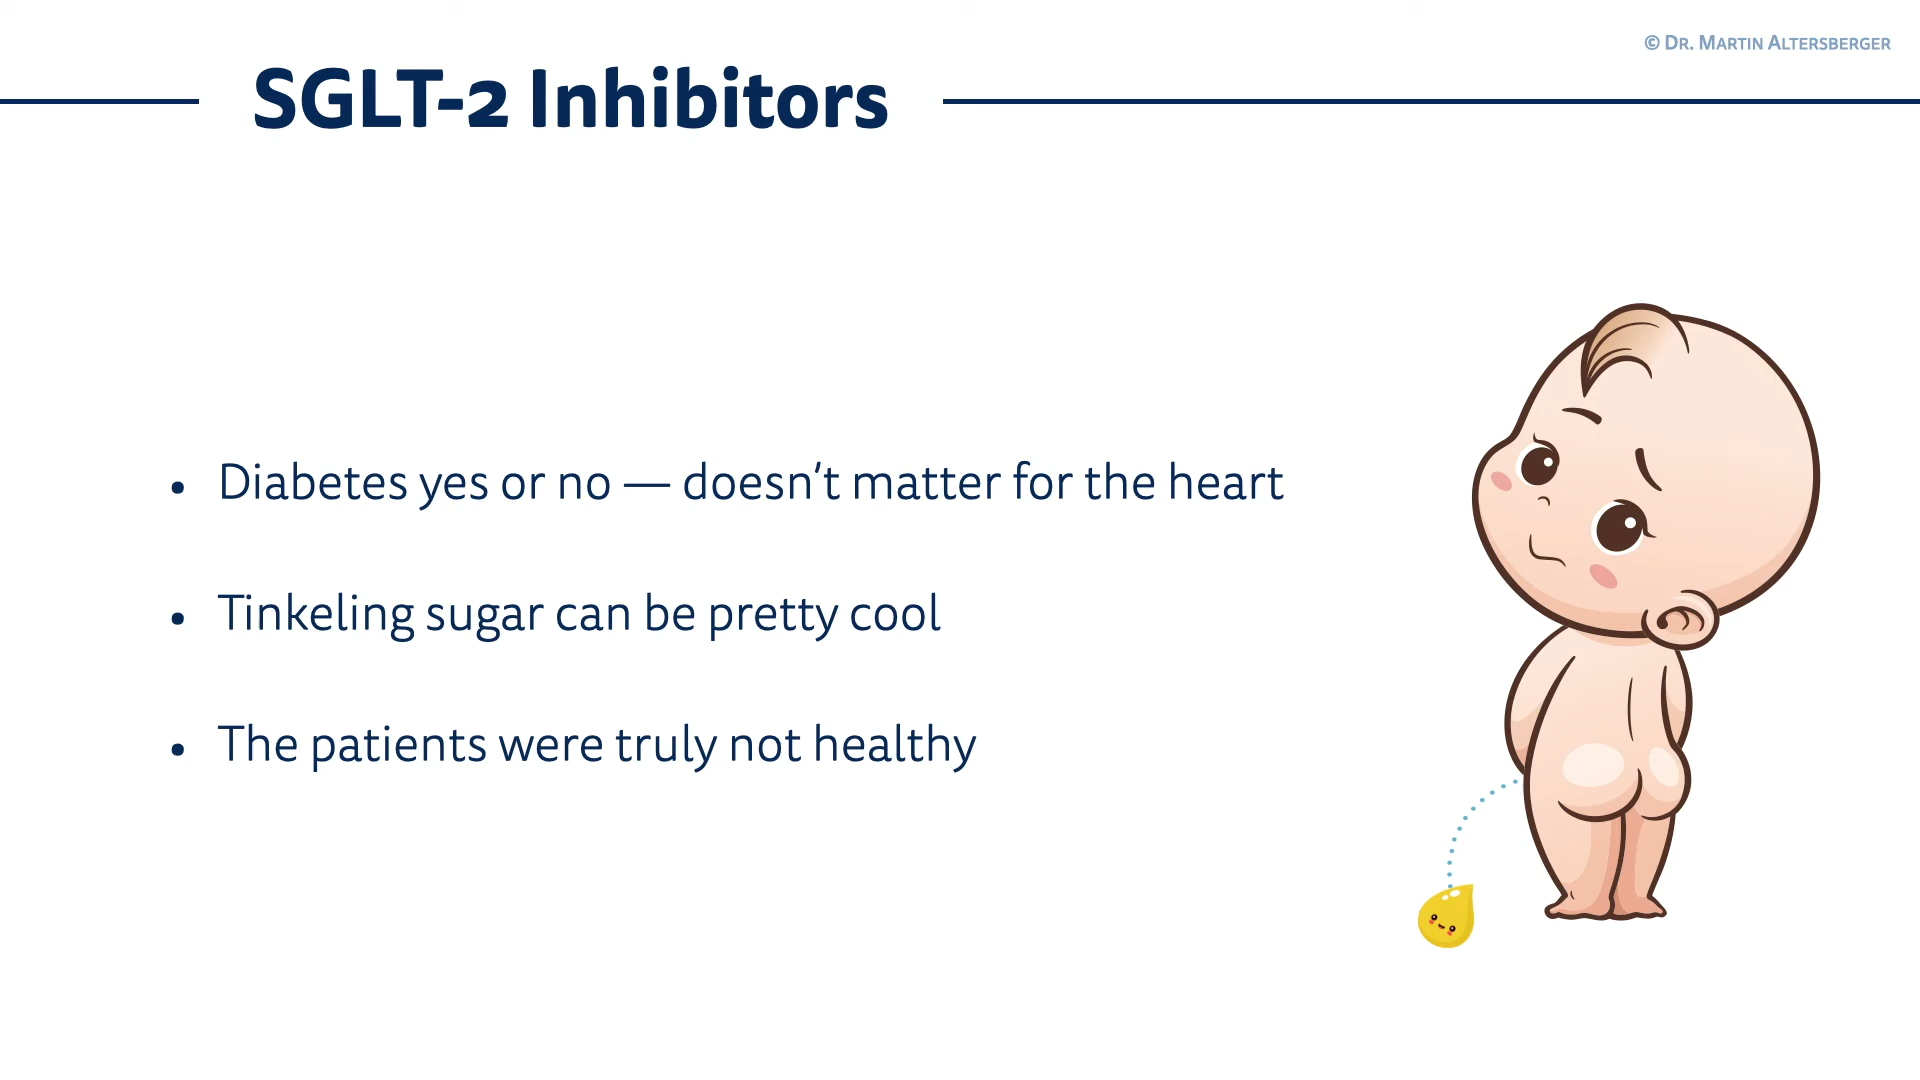 © Dr. Martin Altersberger
SGLT-2 Inhibitors
• Diabetes yes or no — doesn’t matter for the heart
• Tinkeling sugar can be pretty cool
• The patients were truly not healthy